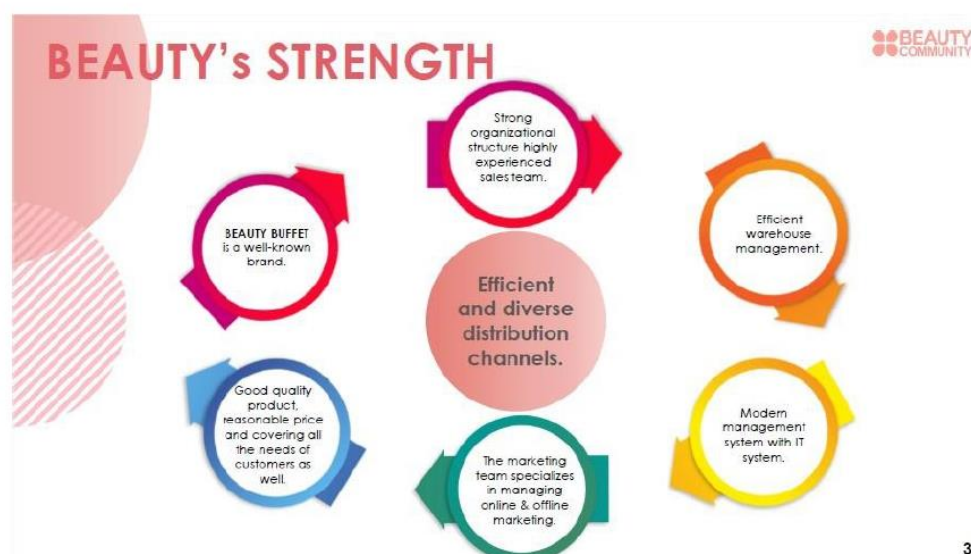 BEAUTY's STRENGTH
BEAUTY
COMMUNITY
Strong
organizational
structure highly
experienced
sales team.
BEAUTY BUFFET
is a well-known
brand.
Efficient
warehouse
management.
Efficient
and diverse
distribution
channels.
Good quality
product,
reasonable price
and covering all
the needs of
customers as
well.
Modern
management
system with IT
system.
The marketing
team specializes
in managing
online & offline
marketing.
3